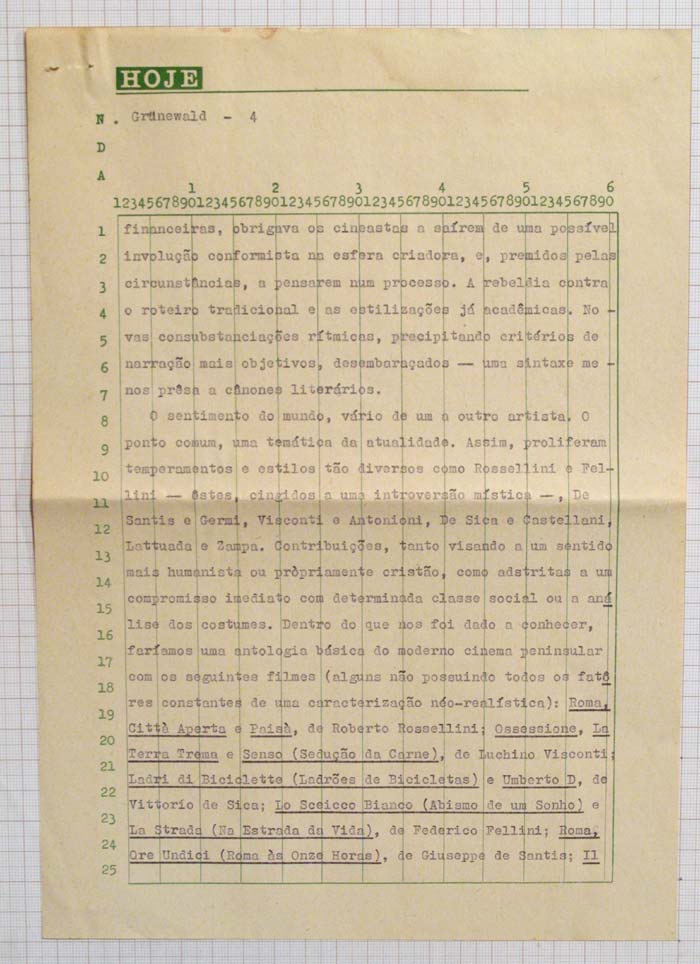 HOJE
N. Grünewald - 4
D
A
1 2 3 4 5 6
123456789012345678901234567890123456789012345678901234567890
1 financeiras, obrigava os cineastas a saírem de uma possível
2 involução conformista na esfera criadora, e, premidos pelas
3 circunstâncias, a pensarem num processo. A rebeldia contra
4 o roteiro tradicional e as estilizações já acadêmicas. No -
5 vas consubstanciações rítmicas, precipitando critérios de
6 narração mais objetivos, desembaraçados — uma sintaxe me -
7 nos prêsa a cânones literários.
8 O sentimento do mundo, vário de um a outro artista. O
9 ponto comum, uma temática da atualidade. Assim, proliferam
10 temperamentos e estilos tão diversos como Rossellini e Fel-
11 lini — êstes, cingidos a uma introversão mística —, De
12 Santis e Germi, Visconti e Antonioni, De Sica e Castellani,
13 Lattuada e Zampa. Contribuições, tanto visando a um sentido
14 mais humanista ou pròpriamente cristão, como adstritas a um
15 compromisso imediato com determinada classe social ou a aná
16 lise dos costumes. Dentro do que nos foi dado a conhecer,
17 faríamos uma antologia básica do moderno cinema peninsular
18 com os seguintes filmes (alguns não possuindo todos os fatô
19 res constantes de uma caracterização néo-realística): Roma,
20 Città Aperta e Paisà, de Roberto Rossellini; Ossessione, La
21 Terra Trema e Senso (Sedução da Carne), de Luchino Visconti;
22 Ladri di Biciclette (Ladrões de Bicicletas) e Umberto D, de
23 Vittorio de Sica; Lo Sceicco Bianco (Abismo de um Sonho) e
24 La Strada (Na Estrada da Vida), de Federico Fellini; Roma,
25 Ore Undici (Roma às Onze Horas), de Giuseppe de Santis; Il